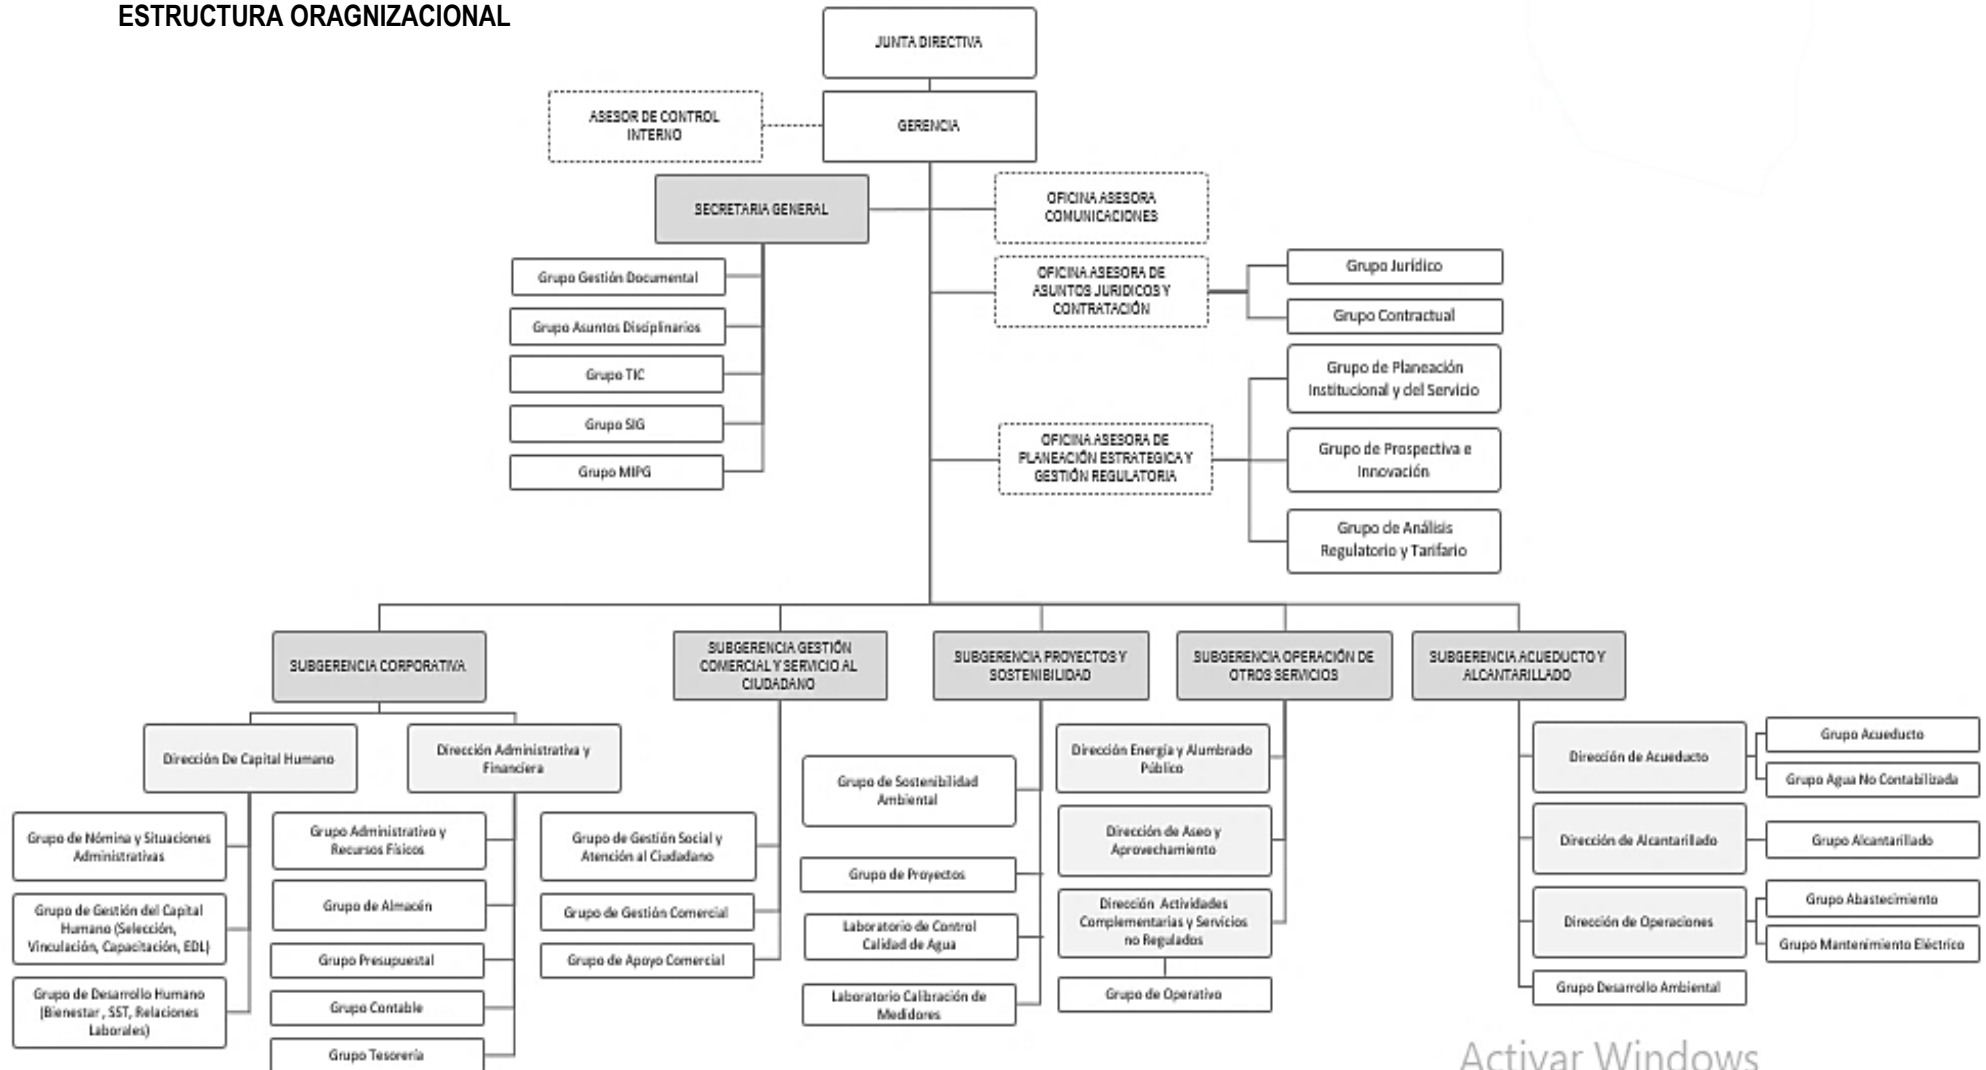 ESTRUCTURA ORAGNIZACIONAL
JUNTA DIRECTIVA
ASESOR DE CONTROL
INTERNO
GERENCIA
SECRETARIA GENERAL
OFICINA ASESORA
COMUNICACIONES
Grupo Gestión Documental
Grupo Asuntos Disciplinarios
Grupo TIC
Grupo SIG
Grupo MIPG
OFICINA ASESORA DE
ASUNTOS JURIDICOS Y
CONTRATACIÓN
Grupo Jurídico
Grupo Contractual
OFICINA ASESORA DE
PLANEACIÓN ESTRATEGICA Y
GESTIÓN REGULATORIA
Grupo de Planeación
Institucional y del Servicio
Grupo de Prospectiva e
Innovación
Grupo de Análisis
Regulatorio y Tarifario
SUBGERENCIA CORPORATIVA
Dirección De Capital Humano
Grupo de Nómina y Situaciones
Administrativas
Grupo de Gestión del Capital
Humano (Selección,
Vinculación, Capacitación, EDL)
Grupo de Desarrollo Humano
(Bienestar , SST, Relaciones
Laborales)
Dirección Administrativa y
Financiera
Grupo Administrativo y
Recursos Físicos
Grupo de Almacén
Grupo Presupuestal
Grupo Contable
Grupo Tesorería
SUBGERENCIA GESTIÓN
COMERCIAL Y SERVICIO AL
CIUDADANO
Grupo de Gestión Social y
Atención al Ciudadano
Grupo de Gestión Comercial
Grupo de Apoyo Comercial
SUBGERENCIA PROYECTOS Y
SOSTENIBILIDAD
Grupo de Sostenibilidad
Ambiental
Grupo de Proyectos
Laboratorio de Control
Calidad de Agua
Laboratorio Calibración de
Medidores
SUBGERENCIA OPERACIÓN DE
OTROS SERVICIOS
Dirección Energía y Alumbrado
Público
Dirección de Aseo y
Aprovechamiento
Dirección Actividades
Complementarias y Servicios
no Regulados
Grupo de Operativo
SUBGERENCIA ACUEDUCTO Y
ALCANTARILLADO
Dirección de Acueducto
Grupo Acueducto
Grupo Agua No Contabilizada
Dirección de Alcantarillado
Grupo Alcantarillado
Dirección de Operaciones
Grupo Abastecimiento
Grupo Mantenimiento Eléctrico
Grupo Desarrollo Ambiental
Activar Windows